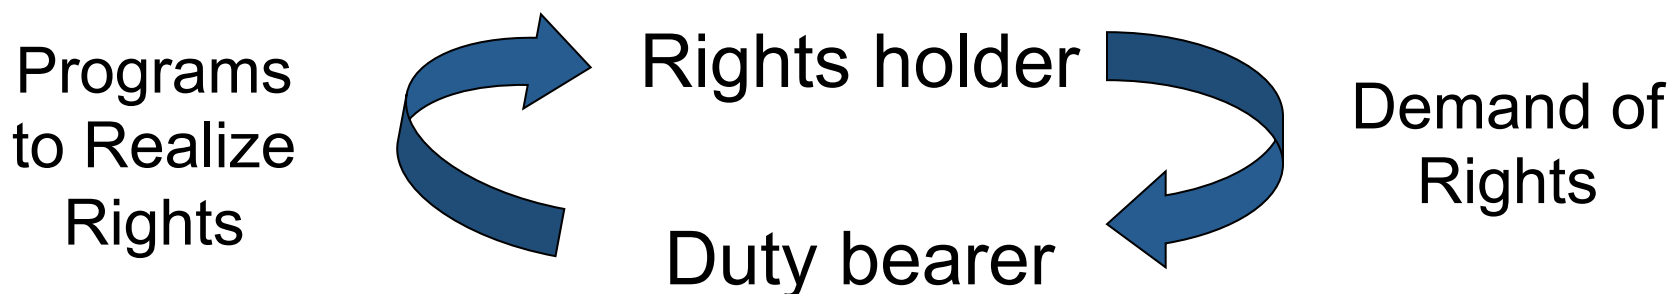 Programs
to Realize
Rights
Rights holder
Duty bearer
Demand of
Rights